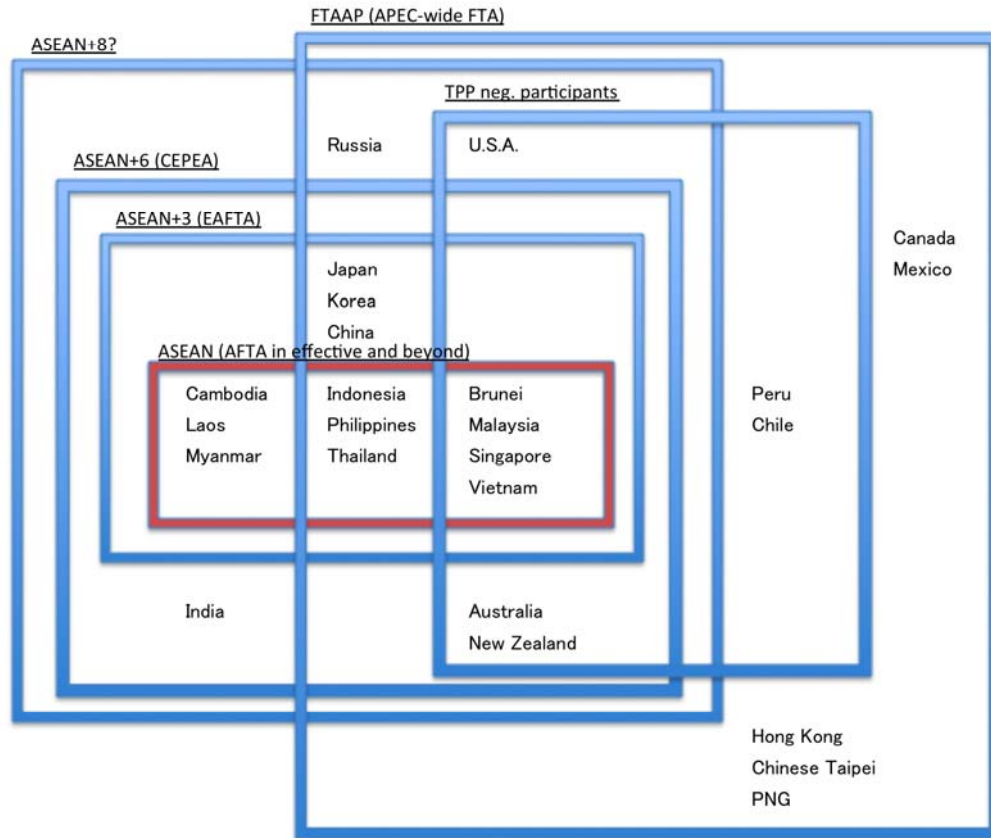 FTAAP (APEC-wide FTA)
ASEAN+8?
TPP neg. participants
Russia
U.S.A.
ASEAN+6 (CEPEA)
ASEAN+3 (EAFTA)
Canada
Mexico
Japan
Korea
China
ASEAN (AFTA in effective and beyond)
Cambodia
Laos
Myanmar
Indonesia
Philippines
Thailand
Brunei
Malaysia
Singapore
Vietnam
Peru
Chile
India
Australia
New Zealand
Hong Kong
Chinese Taipei
PNG